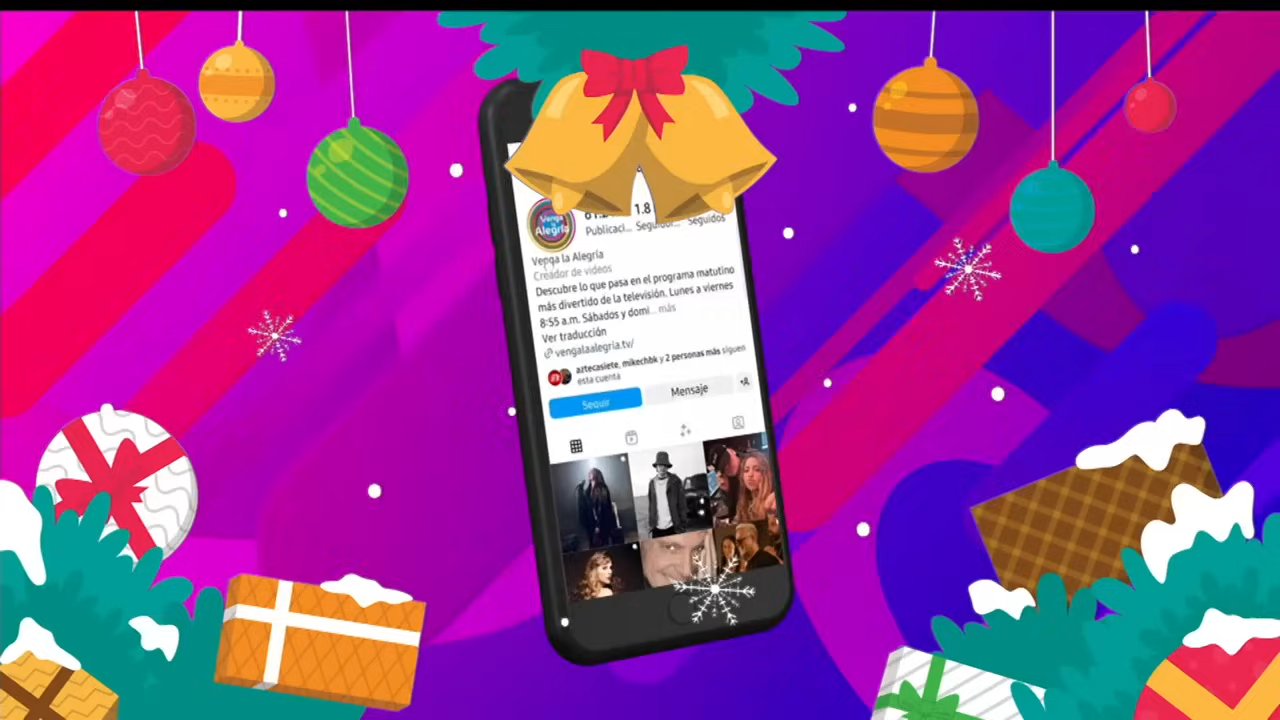 Venga
la
Alegría
1.8
Publicaci...
Seguidos
Venga la Alegría
Creador de videos
Descubre lo que pasa en el programa matutino
más divertido de la televisión. Lunes a viernes
8:55 a.m. Sábados y domi... más
Ver traducción
vengalaalegria.tv/
aztecasiete, mikechbk y 2 personas más siguen
esta cuenta
Seguir Mensaje